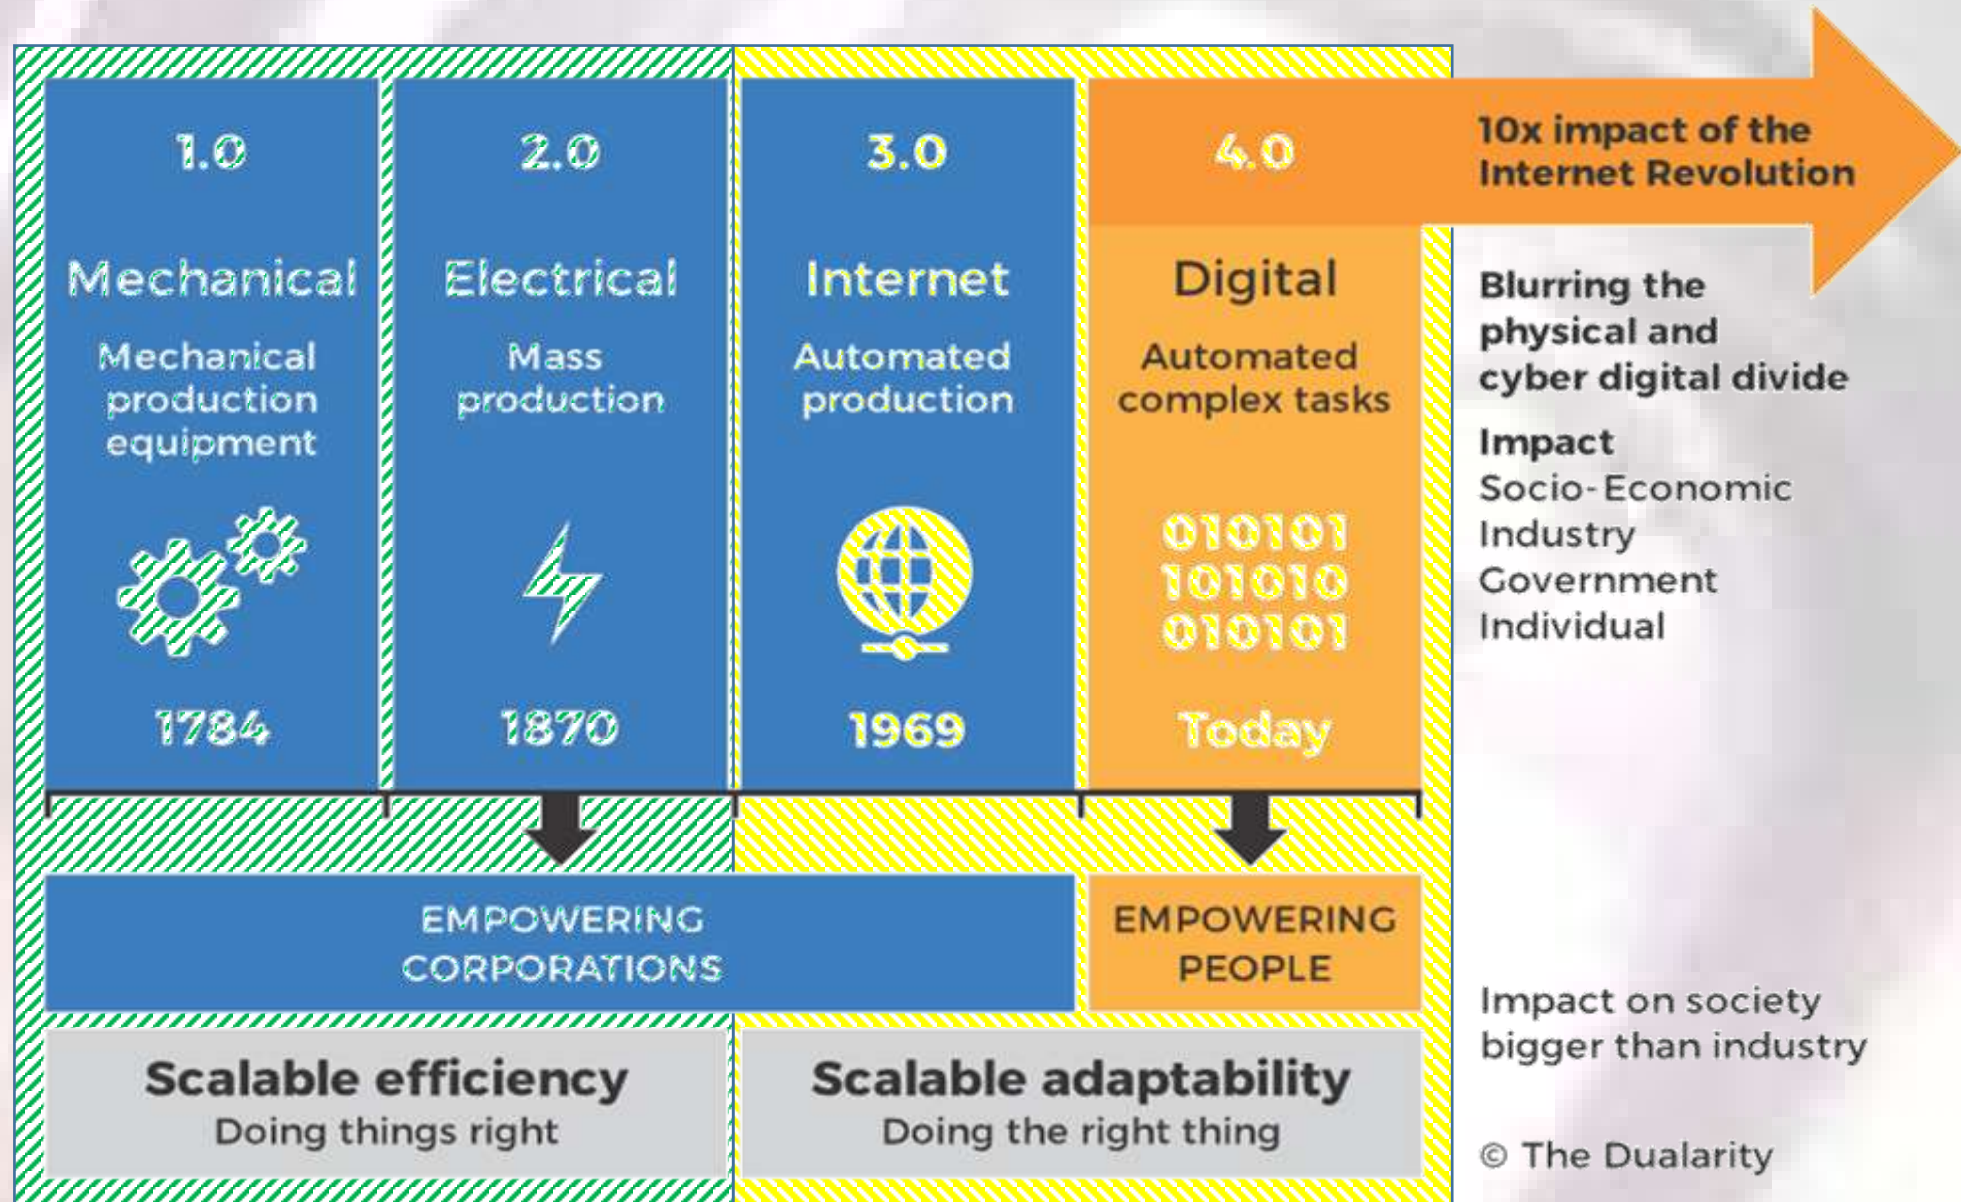 1.0
Mechanical
Mechanical
production
equipment
1784
2.0
Electrical
Mass
production
1870
3.0
Internet
Automated
production
1969
4.0
Digital
Automated
complex tasks
010101
101010
010101
Today
10x impact of the
Internet Revolution
Blurring the
physical and
cyber digital divide
Impact
Socio-Economic
Industry
Government
Individual
EMPOWERING
CORPORATIONS
EMPOWERING
PEOPLE
Scalable efficiency
Doing things right
Scalable adaptability
Doing the right thing
Impact on society
bigger than industry
© The Dualarity